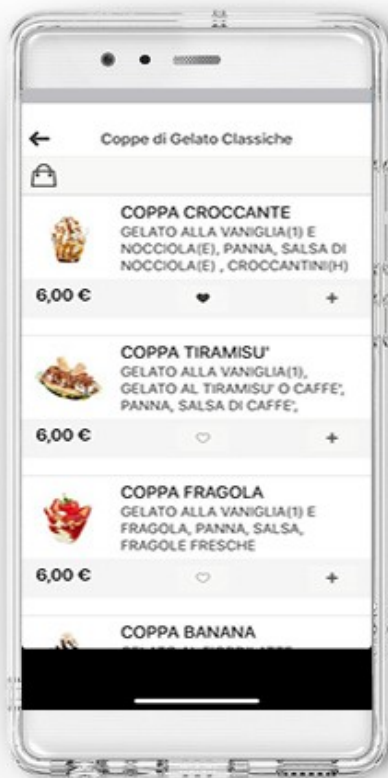 Coppe di Gelato Classiche
COPPA CROCCANTE
GELATO ALLA VANIGLIA(1) E
NOCCIOLA(E), PANNA, SALSA DI
NOCCIOLA(E) , CROCCANTINI(H)
6,00 €
COPPA TIRAMISU'
GELATO ALLA VANIGLIA(1),
GELATO AL TIRAMISU' O CAFFE',
PANNA, SALSA DI CAFFE',
6,00 €
COPPA FRAGOLA
GELATO ALLA VANIGLIA(1) E
FRAGOLA, PANNA, SALSA,
FRAGOLE FRESCHE
6,00 €
COPPA BANANA